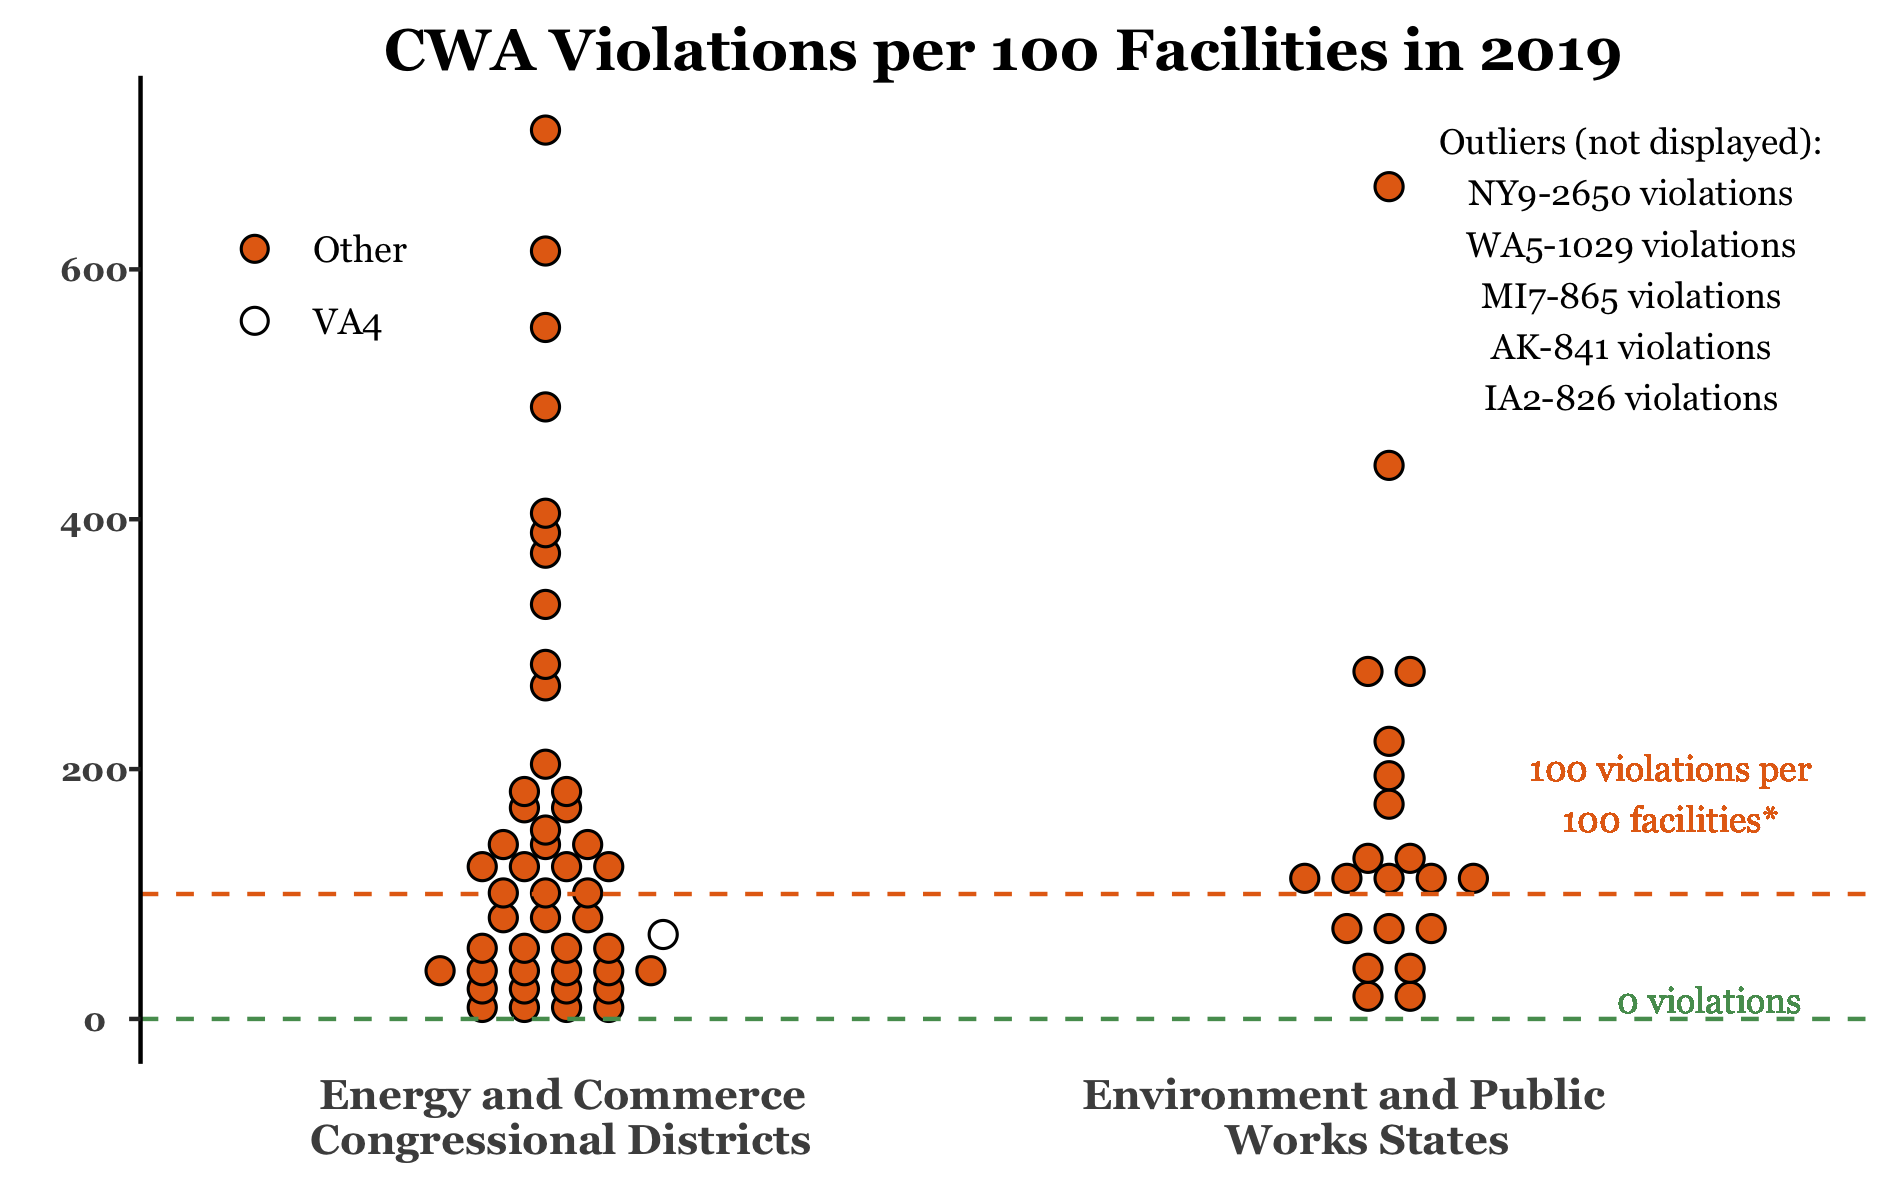 CWA Violations per 100 Facilities in 2019
Outliers (not displayed):
NY9-2650 violations
WA5-1029 violations
MI7-865 violations
AK-841 violations
IA2-826 violations
Other
VA4
600
400
200
0
100 violations per
100 facilities*
0 violations
Energy and Commerce
Congressional Districts
Environment and Public
Works States